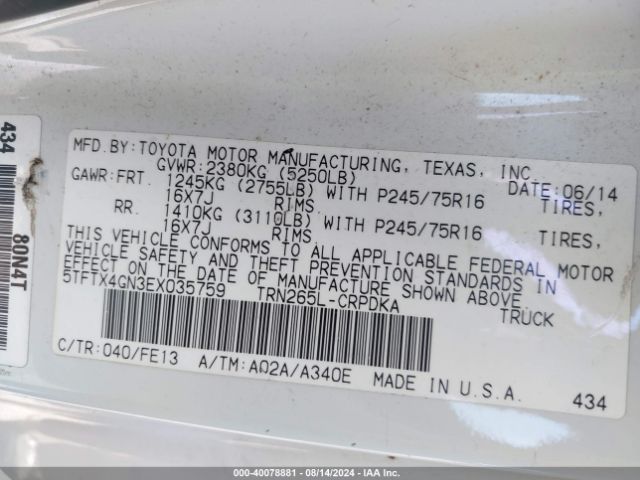 MFD. BY: TOYOTA MOTOR MANUFACTURING, TEXAS, INC.
GVWR: 2380KG (5250LB) DATE: 06/14
GAWR: FRT. 1245KG (2755LB) WITH P245/75R16 TIRES,
16X7J RIMS
RR. 1410KG (3110LB) WITH P245/75R16 TIRES,
16X7J RIMS
THIS VEHICLE CONFORMS TO ALL APPLICABLE FEDERAL MOTOR
VEHICLE SAFETY AND THEFT PREVENTION STANDARDS IN
EFFECT ON THE DATE OF MANUFACTURE SHOWN ABOVE.
5TFTX4GN3EX035759 TRN265L-CRPDKA TRUCK
C/TR: 040/FE13 A/TM: A02A/A340E MADE IN U.S.A. 434
434
80N4T
000-40078881 - 08/14/2024 - IAA Inc.